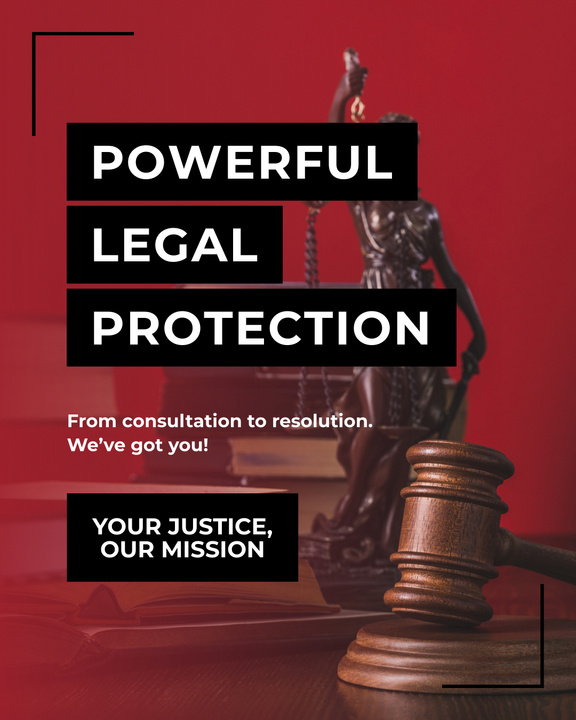 POWERFUL
LEGAL
PROTECTION
From consultation to resolution.
We’ve got you!
YOUR JUSTICE,
OUR MISSION